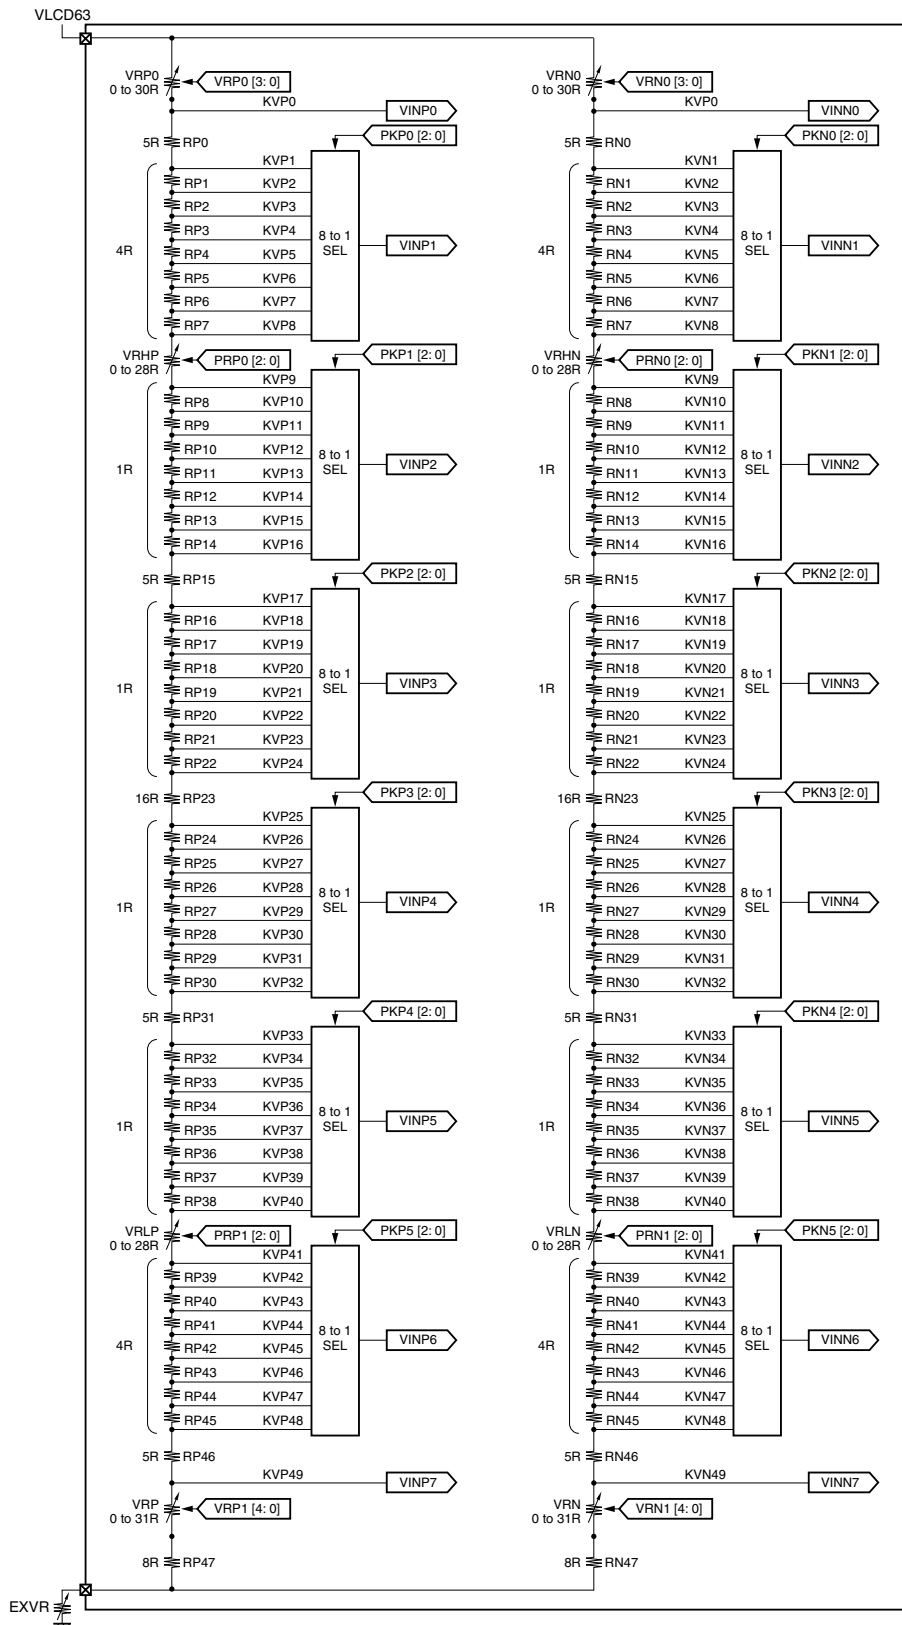 VLCD63
VRP0
0 to 30R
VRP0 [3: 0]
KVP0
VINP0
PKP0 [2: 0]
5R RP0
KVP1
RP1 KVP2
RP2 KVP3
RP3 KVP4
4R
RP4 KVP5
RP5 KVP6
RP6 KVP7
RP7 KVP8
8 to 1
SEL
VINP1
VRHP
0 to 28R
PRP0 [2: 0]
PKP1 [2: 0]
KVP9
RP8 KVP10
RP9 KVP11
RP10 KVP12
1R
RP11 KVP13
RP12 KVP14
RP13 KVP15
RP14 KVP16
8 to 1
SEL
VINP2
5R RP15
PKP2 [2: 0]
KVP17
RP16 KVP18
RP17 KVP19
RP18 KVP20
1R
RP19 KVP21
RP20 KVP22
RP21 KVP23
RP22 KVP24
8 to 1
SEL
VINP3
16R RP23
PKP3 [2: 0]
KVP25
RP24 KVP26
RP25 KVP27
RP26 KVP28
1R
RP27 KVP29
RP28 KVP30
RP29 KVP31
RP30 KVP32
8 to 1
SEL
VINP4
5R RP31
PKP4 [2: 0]
KVP33
RP32 KVP34
RP33 KVP35
RP34 KVP36
1R
RP35 KVP37
RP36 KVP38
RP37 KVP39
RP38 KVP40
8 to 1
SEL
VINP5
VRLP
0 to 28R
PRP1 [2: 0]
PKP5 [2: 0]
KVP41
RP39 KVP42
RP40 KVP43
RP41 KVP44
4R
RP42 KVP45
RP43 KVP46
RP44 KVP47
RP45 KVP48
8 to 1
SEL
VINP6
5R RP46
KVP49
VINP7
VRP
0 to 31R
VRP1 [4: 0]
8R RP47
EXVR
VRN0
0 to 30R
VRN0 [3: 0]
KVP0
VINN0
PKN0 [2: 0]
5R RN0
KVN1
RN1 KVN2
RN2 KVN3
RN3 KVN4
4R
RN4 KVN5
RN5 KVN6
RN6 KVN7
RN7 KVN8
8 to 1
SEL
VINN1
VRHN
0 to 28R
PRN0 [2: 0]
PKN1 [2: 0]
KVN9
RN8 KVN10
RN9 KVN11
RN10 KVN12
1R
RN11 KVN13
RN12 KVN14
RN13 KVN15
RN14 KVN16
8 to 1
SEL
VINN2
5R RN15
PKN2 [2: 0]
KVN17
RN16 KVN18
RN17 KVN19
RN18 KVN20
1R
RN19 KVN21
RN20 KVN22
RN21 KVN23
RN22 KVN24
8 to 1
SEL
VINN3
16R RN23
PKN3 [2: 0]
KVN25
RN24 KVN26
RN25 KVN27
RN26 KVN28
1R
RN27 KVN29
RN28 KVN30
RN29 KVN31
RN30 KVN32
8 to 1
SEL
VINN4
5R RN31
PKN4 [2: 0]
KVN33
RN32 KVN34
RN33 KVN35
RN34 KVN36
1R
RN35 KVN37
RN36 KVN38
RN37 KVN39
RN38 KVN40
8 to 1
SEL
VINN5
VRLN
0 to 28R
PRN1 [2: 0]
PKN5 [2: 0]
KVN41
RN39 KVN42
RN40 KVN43
RN41 KVN44
4R
RN42 KVN45
RN43 KVN46
RN44 KVN47
RN45 KVN48
8 to 1
SEL
VINN6
5R RN46
KVN49
VINN7
VRN
0 to 31R
VRN1 [4: 0]
8R RN47